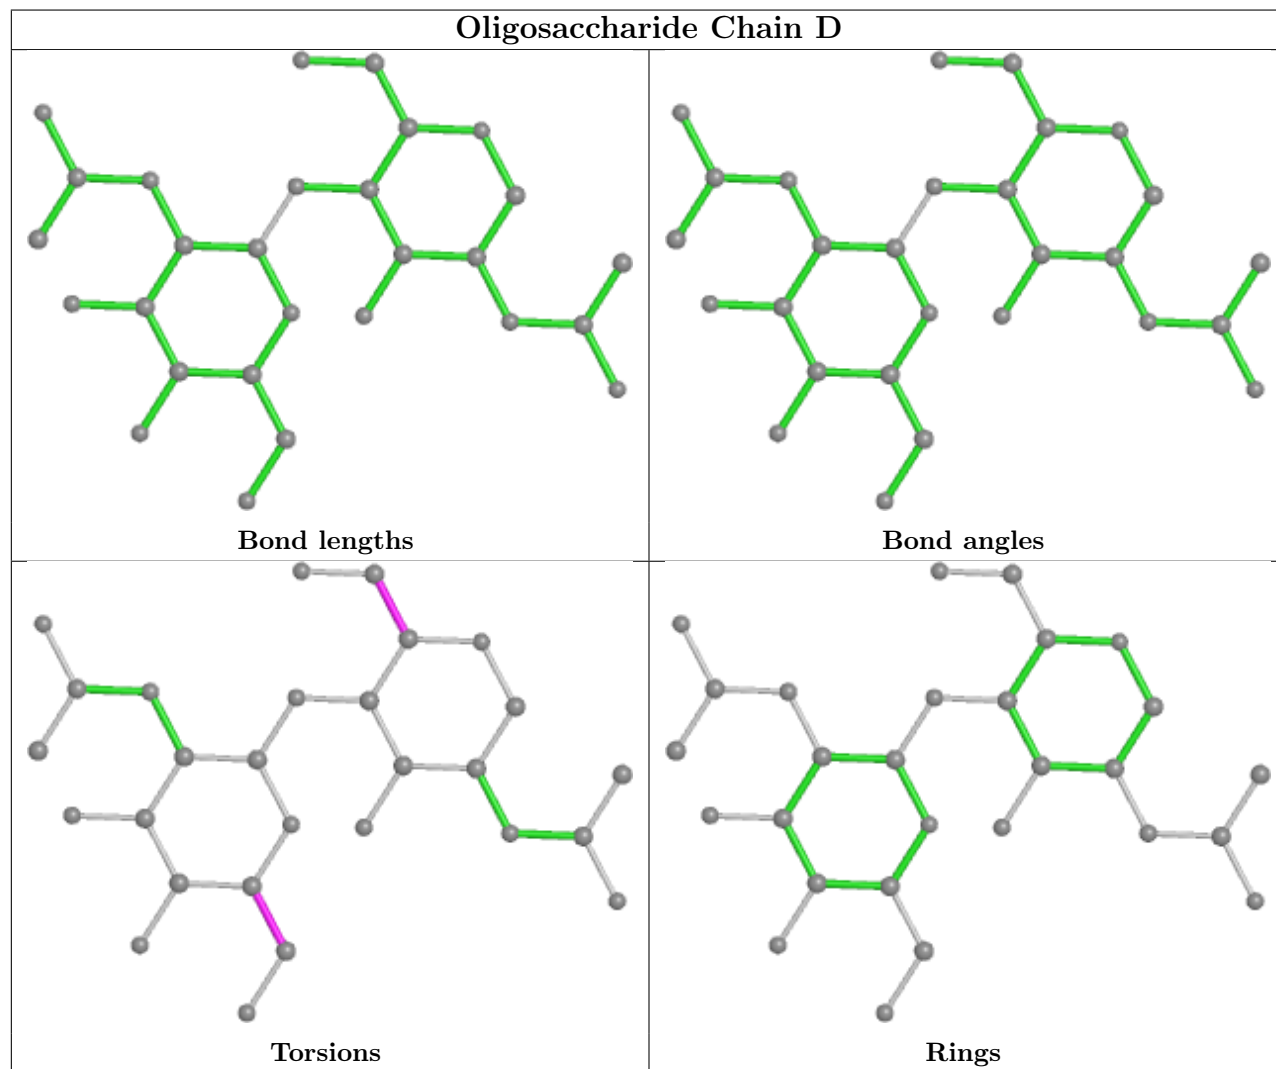 Oligosaccharide Chain D
Bond lengths
Bond angles
Torsions
Rings